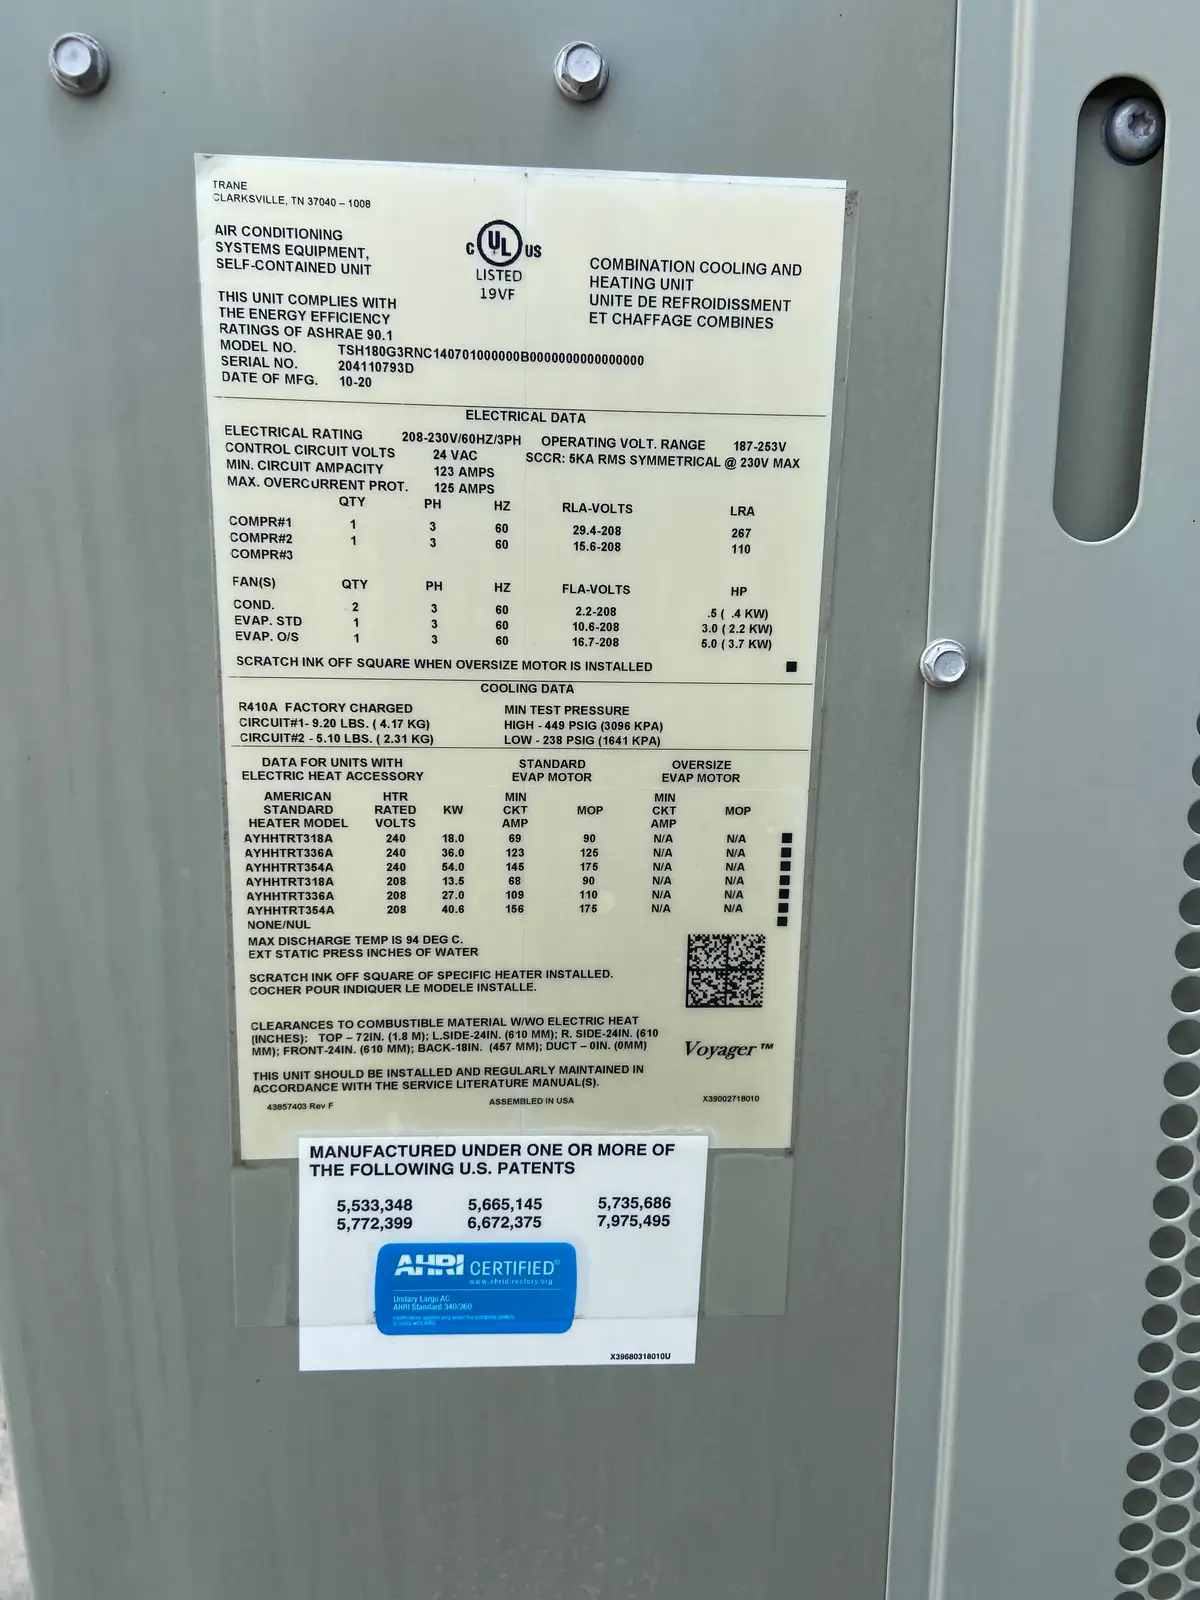 TRANE
CLARKSVILLE, TN 37040 – 1008
AIR CONDITIONING
SYSTEMS EQUIPMENT,
SELF-CONTAINED UNIT
C UL US
LISTED
19VF
COMBINATION COOLING AND
HEATING UNIT
UNITE DE REFROIDISSMENT
ET CHAFFAGE COMBINES
THIS UNIT COMPLIES WITH
THE ENERGY EFFICIENCY
RATINGS OF ASHRAE 90.1
MODEL NO. TSH180G3RNC140701000000B0000000000000000
SERIAL NO. 204110793D
DATE OF MFG. 10-20
ELECTRICAL DATA
ELECTRICAL RATING 208-230V/60HZ/3PH OPERATING VOLT. RANGE 187-253V
CONTROL CIRCUIT VOLTS 24 VAC SCCR: 5KA RMS SYMMETRICAL @ 230V MAX
MIN. CIRCUIT AMPACITY 123 AMPS
MAX. OVERCURRENT PROT. 125 AMPS
QTY PH HZ RLA-VOLTS LRA
COMPR#1 1 3 60 29.4-208 267
COMPR#2 1 3 60 15.6-208 110
COMPR#3
FAN(S) QTY PH HZ FLA-VOLTS HP
COND. 2 3 60 2.2-208 .5 ( .4 KW)
EVAP. STD 1 3 60 10.6-208 3.0 ( 2.2 KW)
EVAP. O/S 1 3 60 16.7-208 5.0 ( 3.7 KW)
SCRATCH INK OFF SQUARE WHEN OVERSIZE MOTOR IS INSTALLED
COOLING DATA
R410A FACTORY CHARGED MIN TEST PRESSURE
CIRCUIT#1- 9.20 LBS. ( 4.17 KG) HIGH - 449 PSIG (3096 KPA)
CIRCUIT#2 - 5.10 LBS. ( 2.31 KG) LOW - 238 PSIG (1641 KPA)
DATA FOR UNITS WITH STANDARD OVERSIZE
ELECTRIC HEAT ACCESSORY EVAP MOTOR EVAP MOTOR
AMERICAN HTR MIN MIN
STANDARD RATED KW CKT MOP CKT MOP
HEATER MODEL VOLTS AMP AMP
AYHHTRT318A 240 18.0 69 90 N/A N/A
AYHHTRT336A 240 36.0 123 125 N/A N/A
AYHHTRT354A 240 54.0 145 175 N/A N/A
AYHHTRT318A 208 13.5 68 90 N/A N/A
AYHHTRT336A 208 27.0 109 110 N/A N/A
AYHHTRT354A 208 40.6 156 175 N/A N/A
NONE/NUL
MAX DISCHARGE TEMP IS 94 DEG C.
EXT STATIC PRESS INCHES OF WATER
SCRATCH INK OFF SQUARE OF SPECIFIC HEATER INSTALLED.
COCHER POUR INDIQUER LE MODELE INSTALLE.
CLEARANCES TO COMBUSTIBLE MATERIAL W/WO ELECTRIC HEAT
(INCHES): TOP – 72IN. (1.8 M); L.SIDE-24IN. (610 MM); R. SIDE-24IN. (610
MM); FRONT-24IN. (610 MM); BACK-18IN. (457 MM); DUCT – 0IN. (0MM)
Voyager ™
THIS UNIT SHOULD BE INSTALLED AND REGULARLY MAINTAINED IN
ACCORDANCE WITH THE SERVICE LITERATURE MANUAL(S).
43857403 Rev F ASSEMBLED IN USA X39002718010
MANUFACTURED UNDER ONE OR MORE OF
THE FOLLOWING U.S. PATENTS
5,533,348 5,665,145 5,735,686
5,772,399 6,672,375 7,975,495
AHRI CERTIFIED®
www.ahridirectory.org
Unitary Large AC
AHRI Standard 340/360
X39680318010U